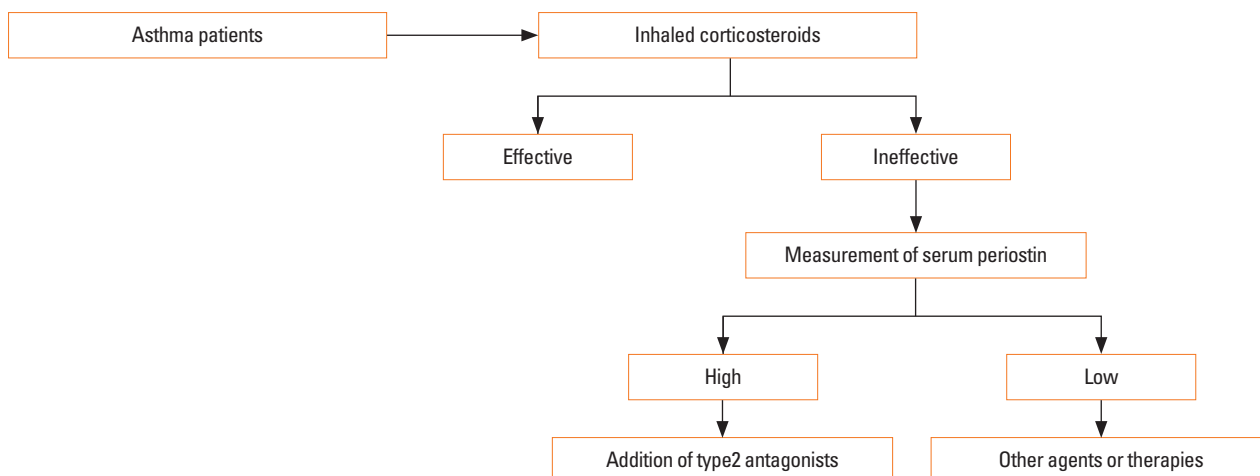 Asthma patients
Inhaled corticosteroids
Effective
Ineffective
Measurement of serum periostin
High
Low
Addition of type2 antagonists
Other agents or therapies